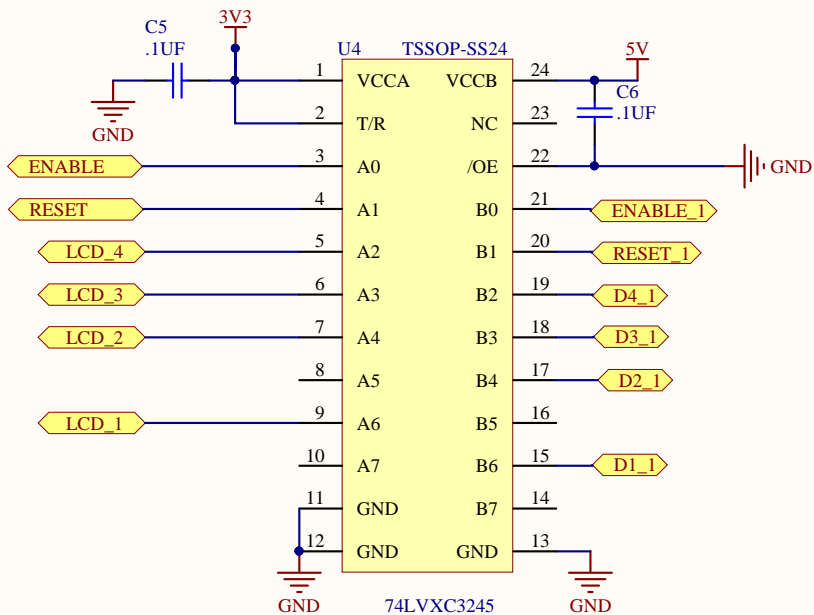 3V3
C5
.1UF
GND
U4
TSSOP-SS24
5V
C6
.1UF
GND
1 VCCA VCCB 24
2 T/R NC 23
ENABLE 3 A0 /OE 22
RESET 4 A1 B0 21 ENABLE_1
LCD_4 5 A2 B1 20 RESET_1
LCD_3 6 A3 B2 19 D4_1
LCD_2 7 A4 B3 18 D3_1
8 A5 B4 17 D2_1
LCD_1 9 A6 B5 16
10 A7 B6 15 D1_1
11 GND B7 14
12 GND GND 13
GND
GND
74LVXC3245